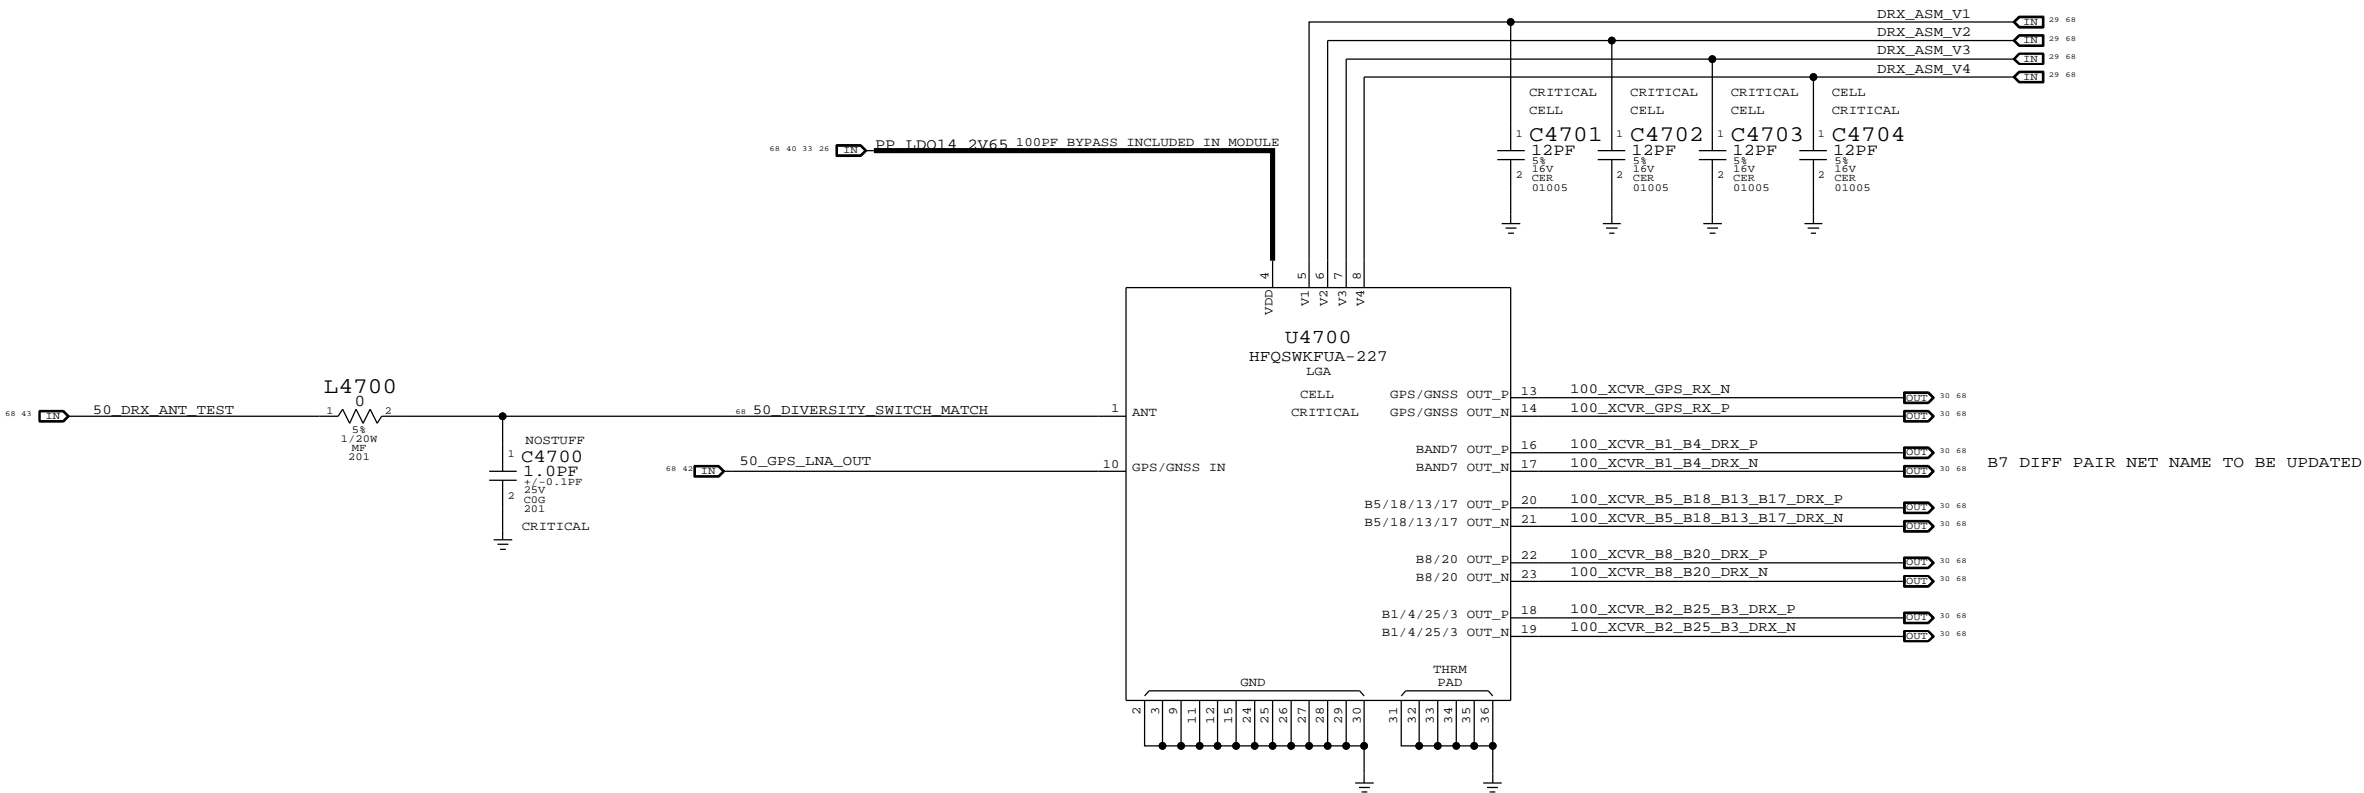 DRX_ASM_V1 IN 29 68
DRX_ASM_V2 IN 29 68
DRX_ASM_V3 IN 29 68
DRX_ASM_V4 IN 29 68
CRITICAL CRITICAL CRITICAL CELL
CELL CELL CELL CRITICAL
1 C4701 1 C4702 1 C4703 1 C4704
12PF 12PF 12PF 12PF
5% 5% 5% 5%
16V 16V 16V 16V
2 CER 2 CER 2 CER 2 CER
01005 01005 01005 01005
68 40 33 26 IN PP_LDO14_2V65 100PF BYPASS INCLUDED IN MODULE
4 5 6 7 8
VDD V1 V2 V3 V4
U4700
HFQSWKFUA-227
LGA
CELL
CRITICAL
L4700
0
68 43 IN 50_DRX_ANT_TEST 1 2 68 50_DIVERSITY_SWITCH_MATCH 1 ANT
5%
1/20W
MF
201
NOSTUFF
1 C4700
1.0PF
+/-0.1PF
25V
2 C0G
201
CRITICAL
68 42 IN 50_GPS_LNA_OUT 10 GPS/GNSS IN
GPS/GNSS OUT_P 13 100_XCVR_GPS_RX_N OUT 30 68
GPS/GNSS OUT_N 14 100_XCVR_GPS_RX_P OUT 30 68
BAND7 OUT_P 16 100_XCVR_B1_B4_DRX_P OUT 30 68
BAND7 OUT_N 17 100_XCVR_B1_B4_DRX_N OUT 30 68
B7 DIFF PAIR NET NAME TO BE UPDATED
B5/18/13/17 OUT_P 20 100_XCVR_B5_B18_B13_B17_DRX_P OUT 30 68
B5/18/13/17 OUT_N 21 100_XCVR_B5_B18_B13_B17_DRX_N OUT 30 68
B8/20 OUT_P 22 100_XCVR_B8_B20_DRX_P OUT 30 68
B8/20 OUT_N 23 100_XCVR_B8_B20_DRX_N OUT 30 68
B1/4/25/3 OUT_P 18 100_XCVR_B2_B25_B3_DRX_P OUT 30 68
B1/4/25/3 OUT_N 19 100_XCVR_B2_B25_B3_DRX_N OUT 30 68
GND THRM
PAD
2 3 9 11 12 15 24 25 26 27 28 29 30 31 32 33 34 35 36